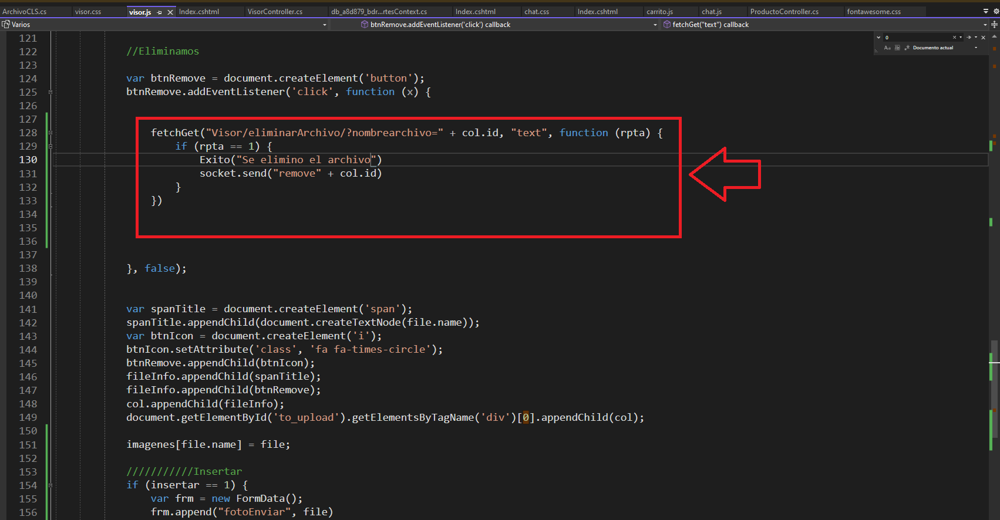 ArchivoCLS.cs visor.css visor.js Index.cshtml VisorController.cs db_a8d879_bdr...rtesContext.cs Index.cshtml chat.css Index.cshtml carrito.js chat.js ProductoController.cs fontawesome.css
Varios btnRemove.addEventListener('click') callback fetchGet("text") callback
0
Aa Documento actual
121
122 //Eliminamos
123
124 var btnRemove = document.createElement('button');
125 btnRemove.addEventListener('click', function (x) {
126
127
128 fetchGet("Visor/eliminarArchivo/?nombrearchivo=" + col.id, "text", function (rpta) {
129 if (rpta == 1) {
130 Exito("Se elimino el archivo")
131 socket.send("remove" + col.id)
132 }
133 })
134
135
136
137
138 }, false);
139
140
141 var spanTitle = document.createElement('span');
142 spanTitle.appendChild(document.createTextNode(file.name));
143 var btnIcon = document.createElement('i');
144 btnIcon.setAttribute('class', 'fa fa-times-circle');
145 btnRemove.appendChild(btnIcon);
146 fileInfo.appendChild(spanTitle);
147 fileInfo.appendChild(btnRemove);
148 col.appendChild(fileInfo);
149 document.getElementById('to_upload').getElementsByTagName('div')[0].appendChild(col);
150
151 imagenes[file.name] = file;
152
153 ///////////Insertar
154 if (insertar == 1) {
155 var frm = new FormData();
156 frm.append("fotoEnviar", file)